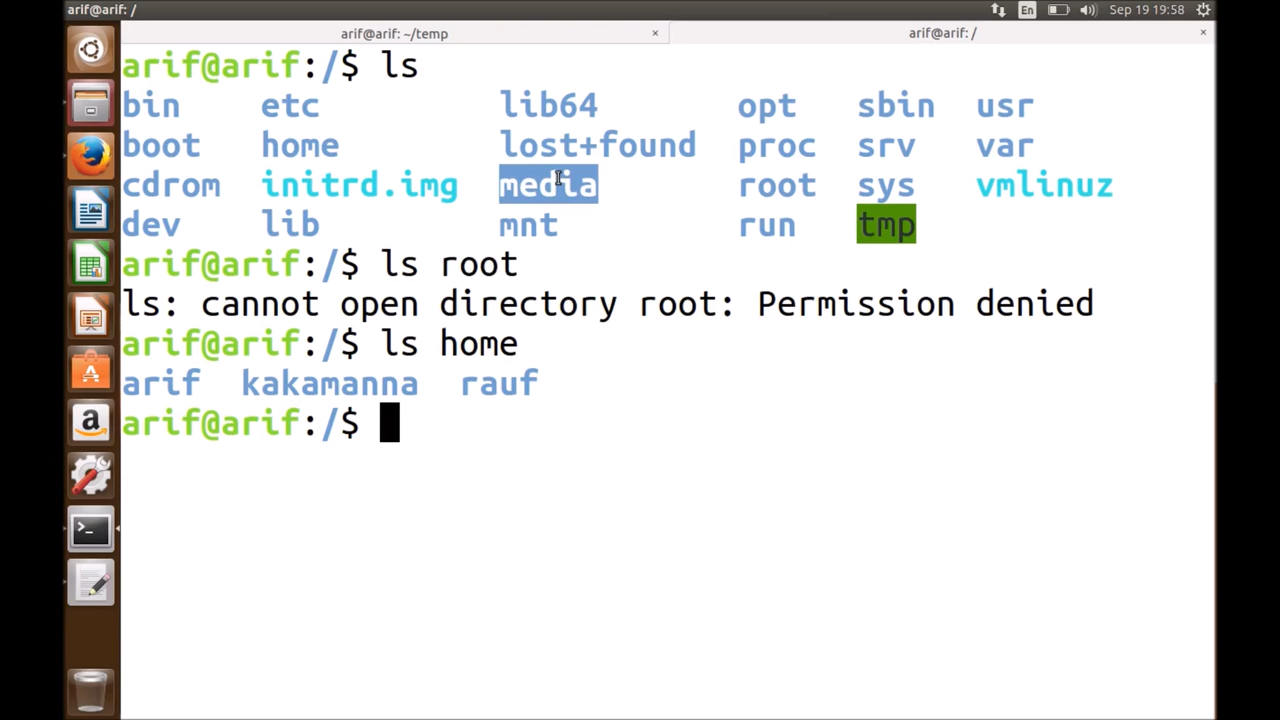 arif@arif: /
En
Sep 19 19:58
arif@arif: ~/temp
×
arif@arif: /
×
arif@arif:/$ ls
bin etc lib64 opt sbin usr
boot home lost+found proc srv var
cdrom initrd.img media root sys vmlinuz
dev lib mnt run tmp
arif@arif:/$ ls root
ls: cannot open directory root: Permission denied
arif@arif:/$ ls home
arif kakamanna rauf
arif@arif:/$